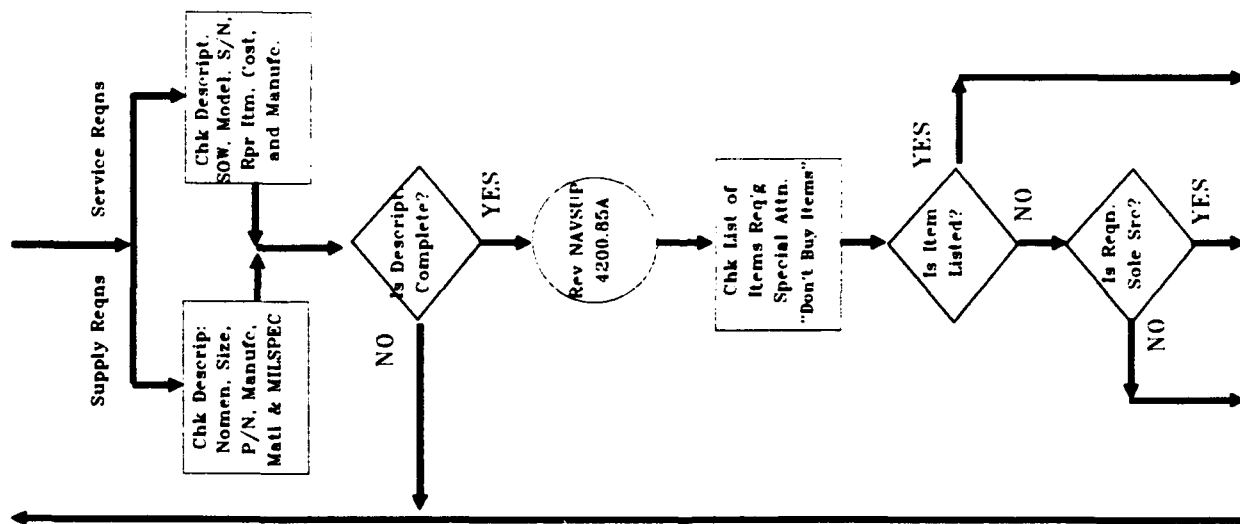 Supply Reqns
Service Reqns
Chk Descrip:
Nomen, Size,
P/N, Manufc,
Matl & MILSPEC
Chk Descript.
SOW, Model, S/N,
Rpr Itm, Cost,
and Manufc.
Is Descript.
Complete?
NO
YES
Rev NAVSUP
4200.85A
Chk List of
Items Req'g
Special Attn.
"Don't Buy Items"
Is Item
Listed?
YES
NO
Is Reqn.
Sole Src?
NO
YES